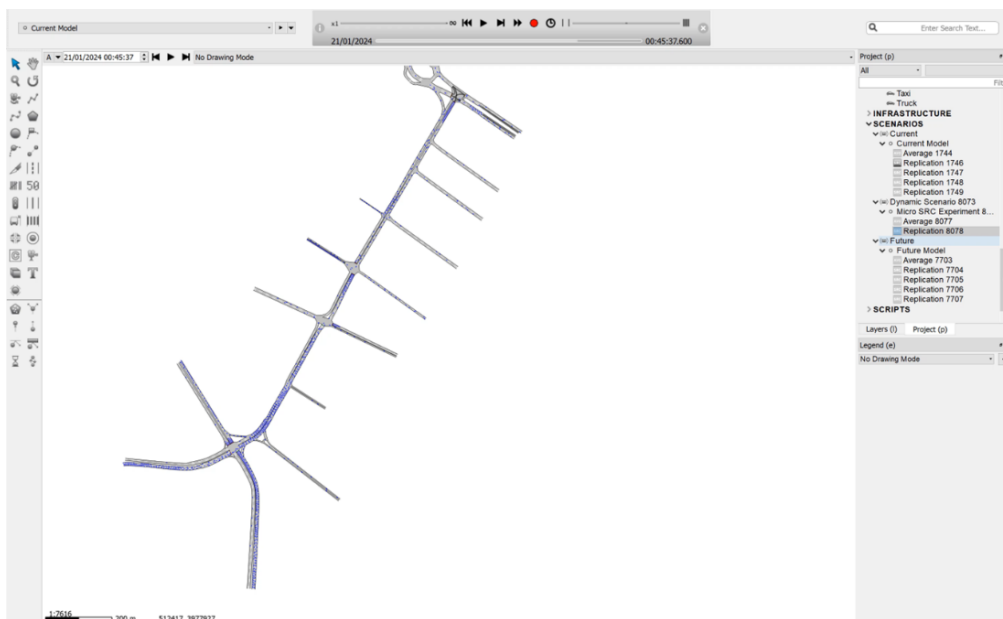 Current Model
x1
21/01/2024
00:45:37.600
Enter Search Text...
A
21/01/2024 00:45:37
No Drawing Mode
Project (p)
All
Fil
Taxi
Truck
INFRASTRUCTURE
SCENARIOS
Current
Current Model
Average 1744
Replication 1746
Replication 1747
Replication 1748
Replication 1749
Dynamic Scenario 8073
Micro SRC Experiment 8...
Average 8077
Replication 8078
Future
Future Model
Average 7703
Replication 7704
Replication 7705
Replication 7706
Replication 7707
SCRIPTS
Layers (l)
Project (p)
Legend (e)
No Drawing Mode
50
1:7616
200 m